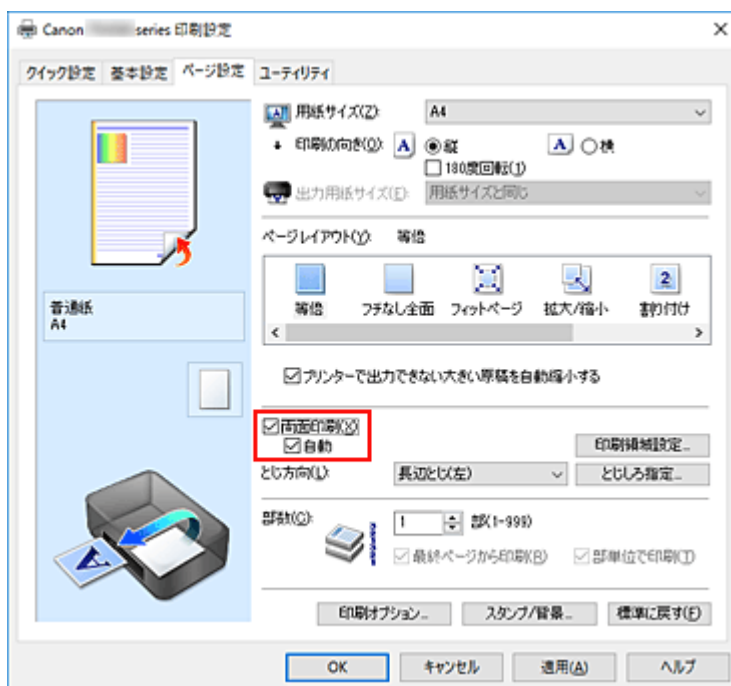 Canon series 印刷設定
クイック設定 基本設定 ページ設定 ユーティリティ
用紙サイズ(Z): A4
印刷の向き(O): A 縦 A 横
180度回転(J)
出力用紙サイズ(E): 用紙サイズと同じ
ページレイアウト(Y): 等倍
等倍 フチなし全面 フィットページ 拡大/縮小 2 割り付け
普通紙
A4
プリンターで出力できない大きい原稿を自動縮小する
両面印刷(X)
自動
印刷領域設定...
とじ方向(L): 長辺とじ(左) とじしろ指定...
部数(C): 1 部(1-999)
最終ページから印刷(R) 部単位で印刷(T)
印刷オプション... スタンプ/背景... 標準に戻す(F)
OK キャンセル 適用(A) ヘルプ